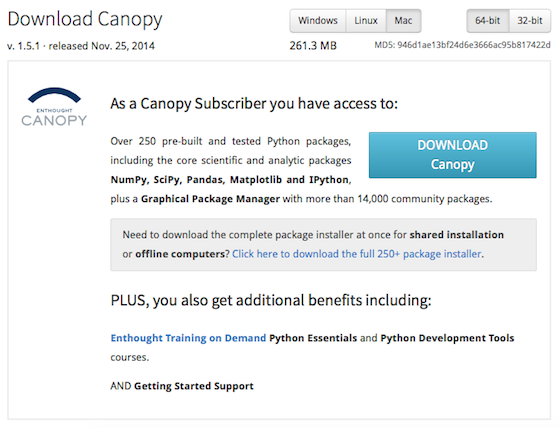 Download Canopy
Windows Linux Mac
64-bit 32-bit
v. 1.5.1 · released Nov. 25, 2014
261.3 MB
MD5: 946d1ae13bf24d6e3666ac95b817422d
ENTHOUGHT
CANOPY
As a Canopy Subscriber you have access to:
Over 250 pre-built and tested Python packages,
including the core scientific and analytic packages
NumPy, SciPy, Pandas, Matplotlib and IPython,
plus a Graphical Package Manager with more than 14,000 community packages.
DOWNLOAD
Canopy
Need to download the complete package installer at once for shared installation
or offline computers? Click here to download the full 250+ package installer.
PLUS, you also get additional benefits including:
Enthought Training on Demand Python Essentials and Python Development Tools
courses.
AND Getting Started Support